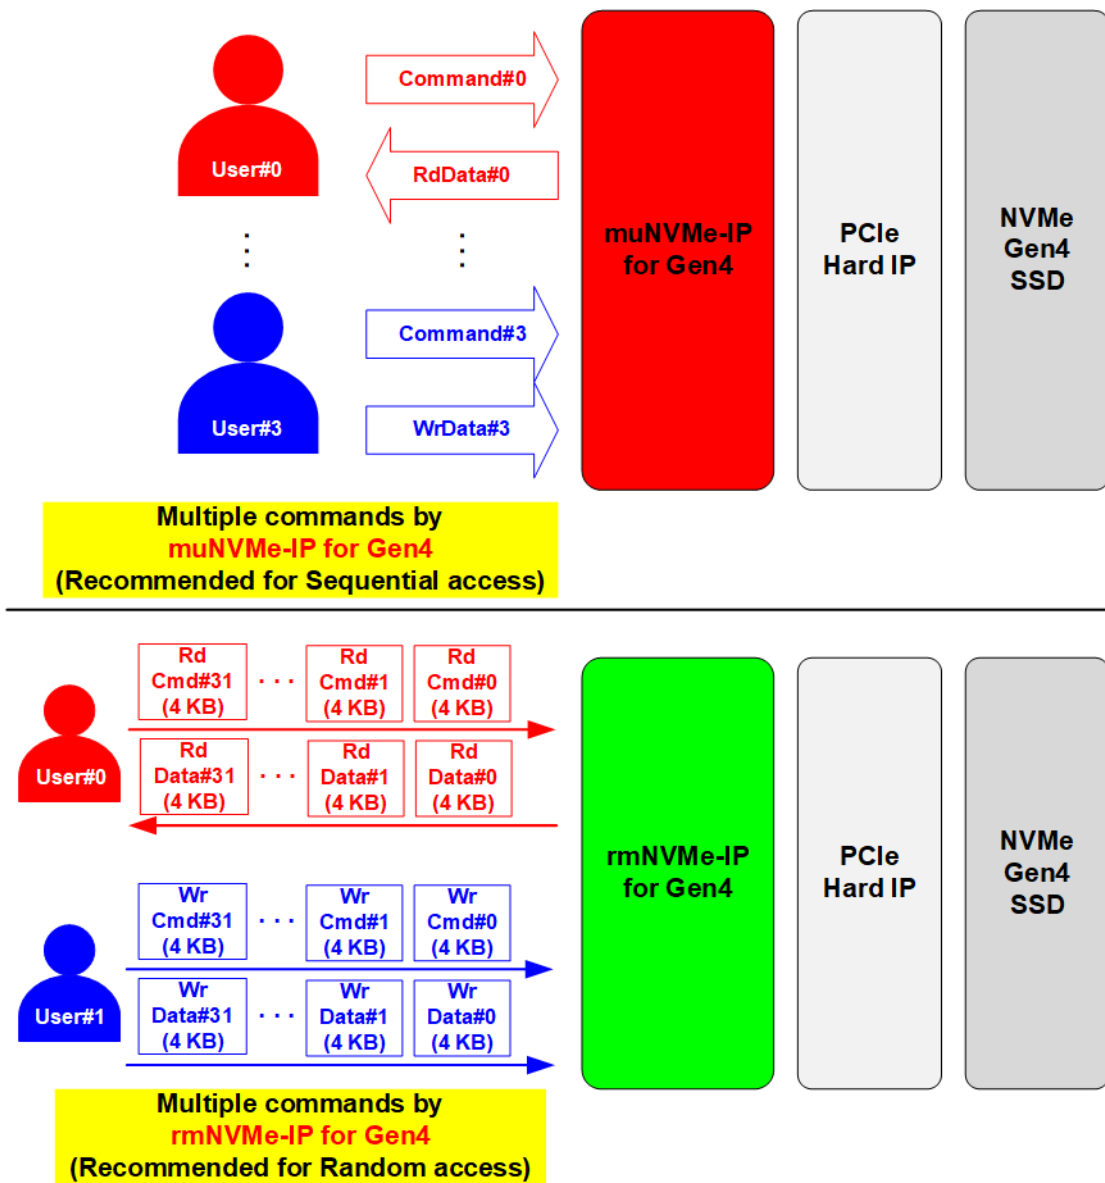 Command#0
User#0
RdData#0
muNVMe-IP
for Gen4
PCIe
Hard IP
NVMe
Gen4
SSD
Command#3
User#3
WrData#3
Multiple commands by
muNVMe-IP for Gen4
(Recommended for Sequential access)
Rd
Cmd#31
(4 KB)
. . .
Rd
Cmd#1
(4 KB)
Rd
Cmd#0
(4 KB)
User#0
Rd
Data#31
(4 KB)
. . .
Rd
Data#1
(4 KB)
Rd
Data#0
(4 KB)
rmNVMe-IP
for Gen4
PCIe
Hard IP
NVMe
Gen4
SSD
Wr
Cmd#31
(4 KB)
. . .
Wr
Cmd#1
(4 KB)
Wr
Cmd#0
(4 KB)
User#1
Wr
Data#31
(4 KB)
. . .
Wr
Data#1
(4 KB)
Wr
Data#0
(4 KB)
Multiple commands by
rmNVMe-IP for Gen4
(Recommended for Random access)